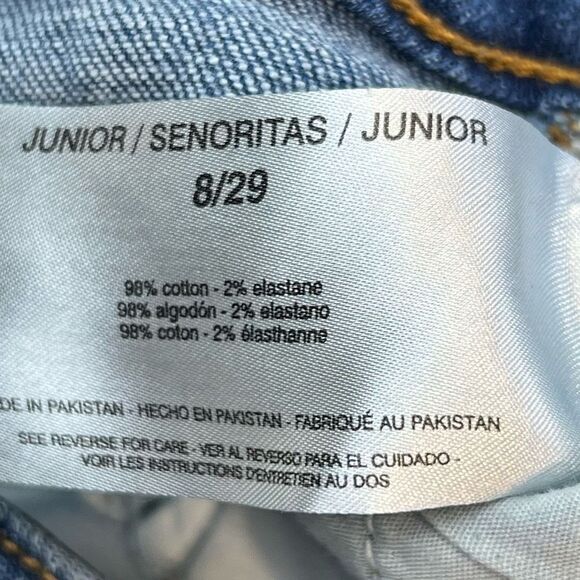 JUNIOR / SENORITAS / JUNIOR
8/29
98% cotton - 2% elastane
98% algodón - 2% elastano
98% coton - 2% élasthanne
DE IN PAKISTAN - HECHO EN PAKISTAN - FABRIQUÉ AU PAKISTAN
SEE REVERSE FOR CARE - VER AL REVERSO PARA EL CUIDADO -
VOIR LES INSTRUCTIONS D'ENTRETIEN AU DOS